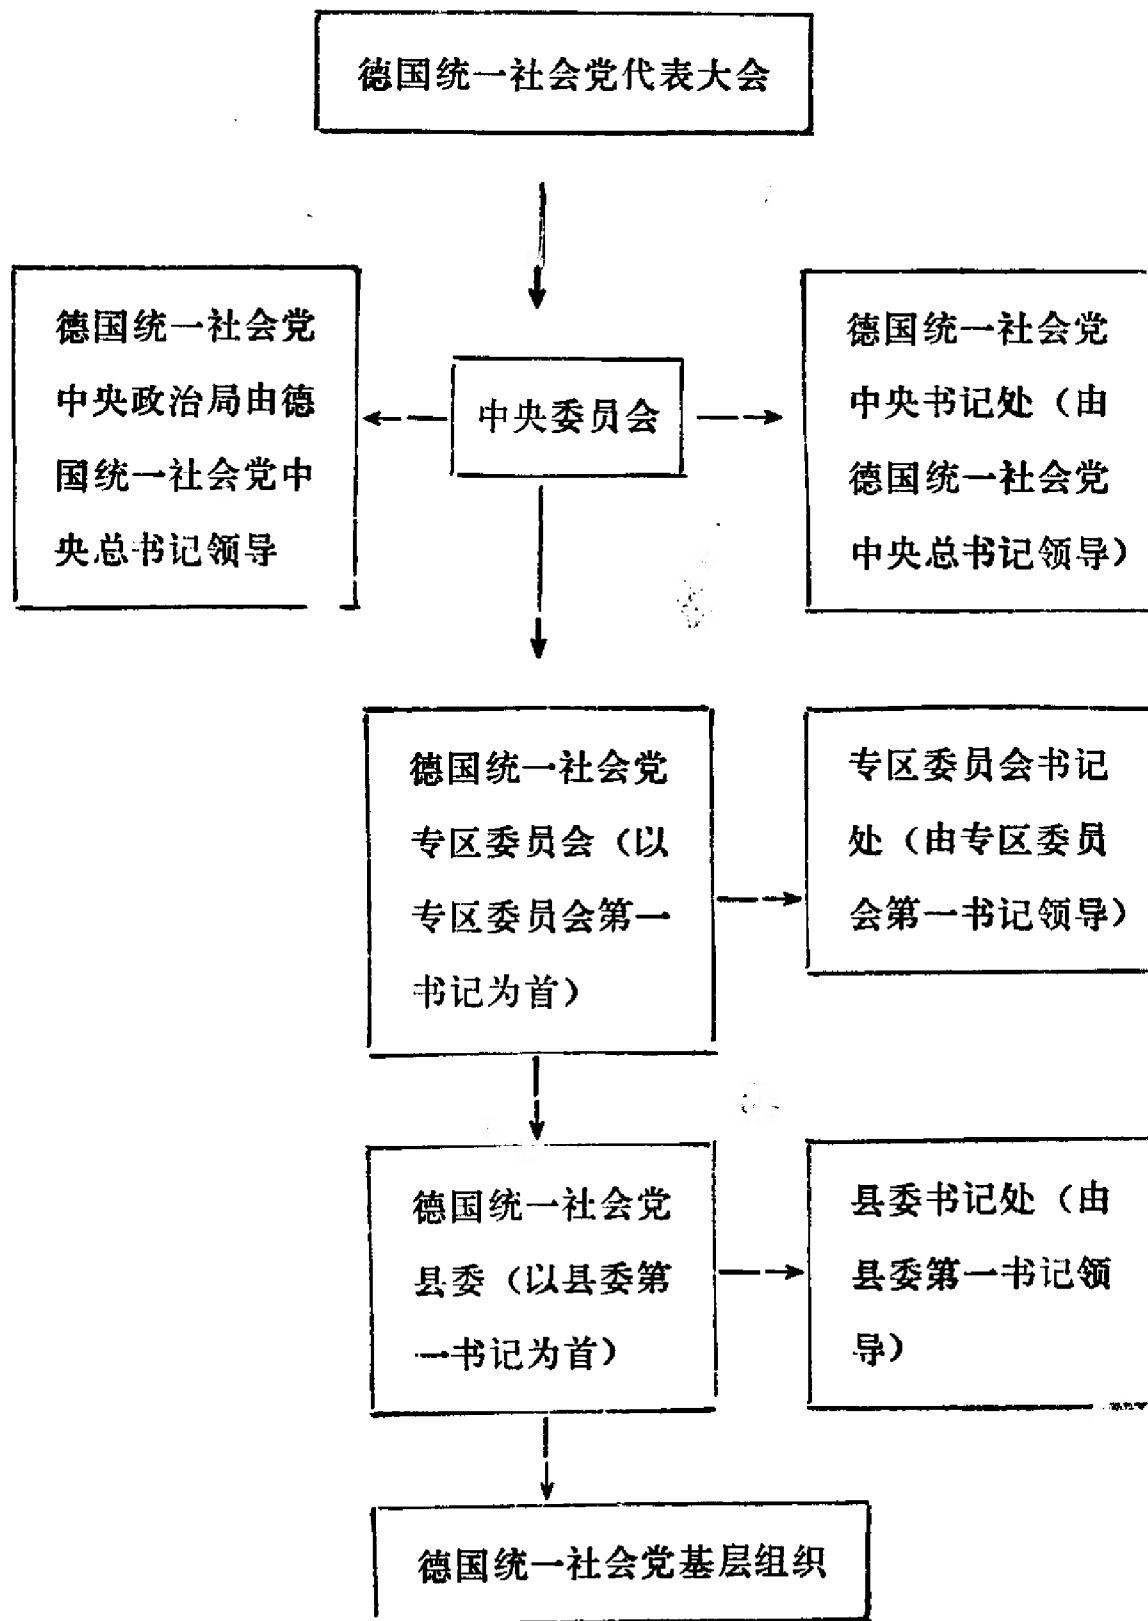 德国统一社会党代表大会
德国统一社会党
中央政治局由德
国统一社会党中
央总书记领导
中央委员会
德国统一社会党
中央书记处（由
德国统一社会党
中央总书记领导）
德国统一社会党
专区委员会（以
专区委员会第一
书记为首）
专区委员会书记
处（由专区委员
会第一书记领导）
德国统一社会党
县委（以县委第
一书记为首）
县委书记处（由
县委第一书记领
导）
德国统一社会党基层组织